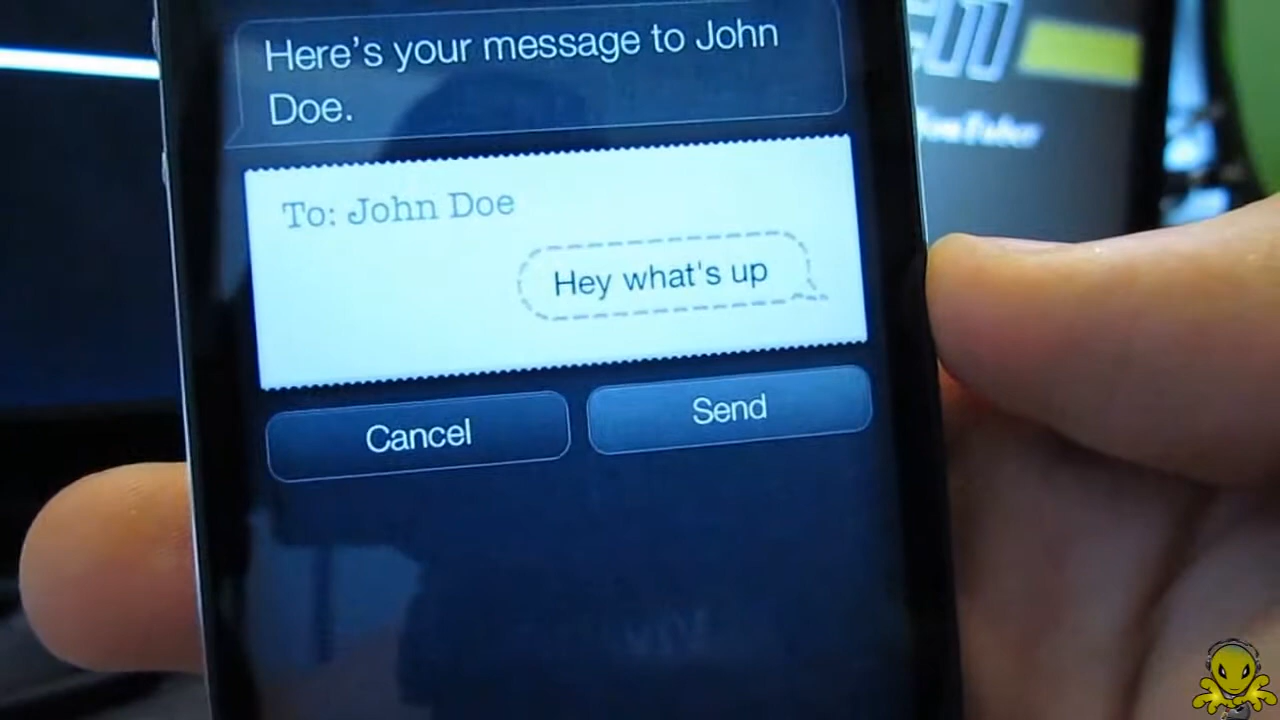 Here's your message to John
Doe.
To: John Doe
Hey what's up
Cancel
Send